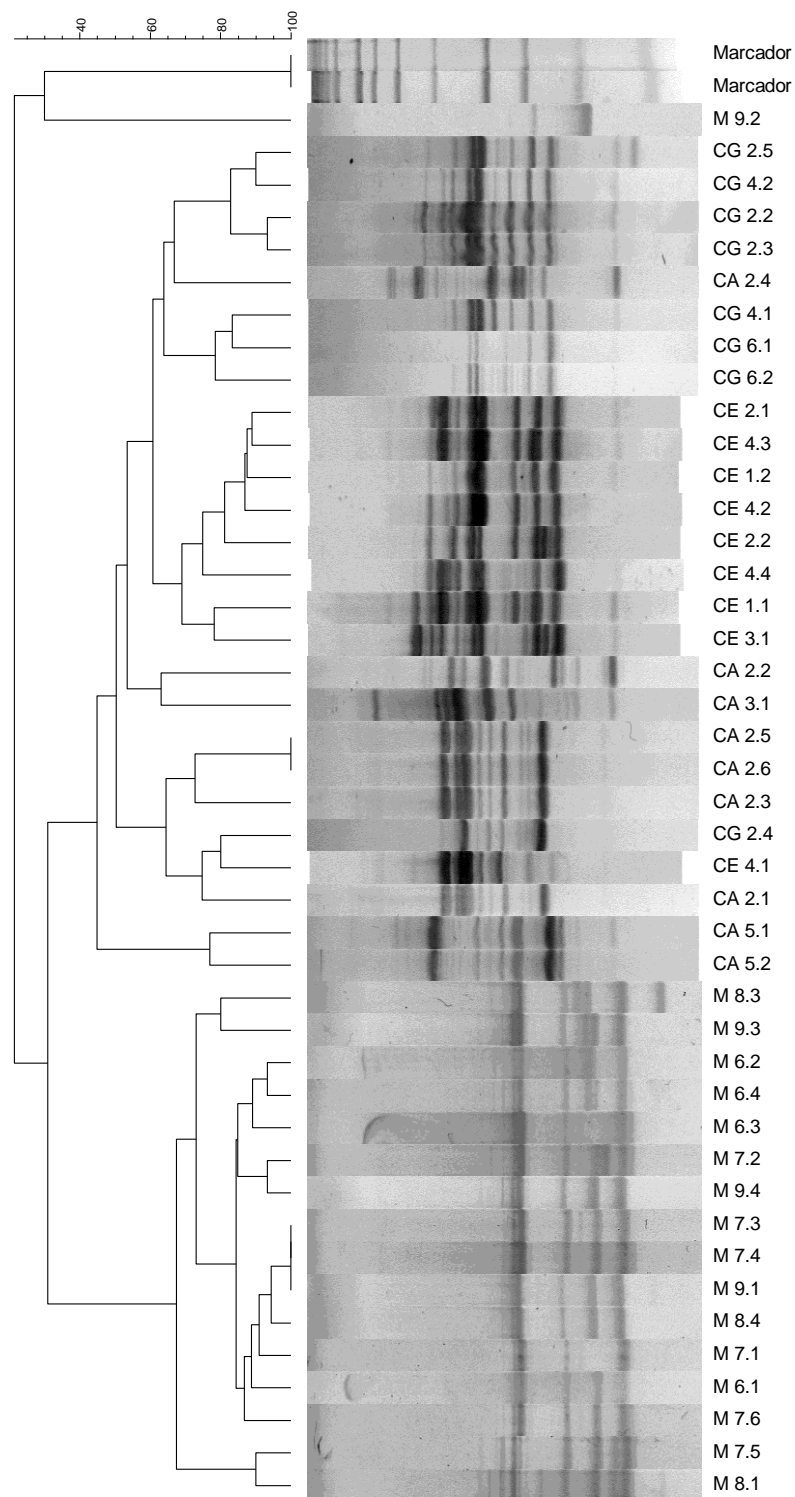 40
60
80
100
Marcador
Marcador
M 9.2
CG 2.5
CG 4.2
CG 2.2
CG 2.3
CA 2.4
CG 4.1
CG 6.1
CG 6.2
CE 2.1
CE 4.3
CE 1.2
CE 4.2
CE 2.2
CE 4.4
CE 1.1
CE 3.1
CA 2.2
CA 3.1
CA 2.5
CA 2.6
CA 2.3
CG 2.4
CE 4.1
CA 2.1
CA 5.1
CA 5.2
M 8.3
M 9.3
M 6.2
M 6.4
M 6.3
M 7.2
M 9.4
M 7.3
M 7.4
M 9.1
M 8.4
M 7.1
M 6.1
M 7.6
M 7.5
M 8.1